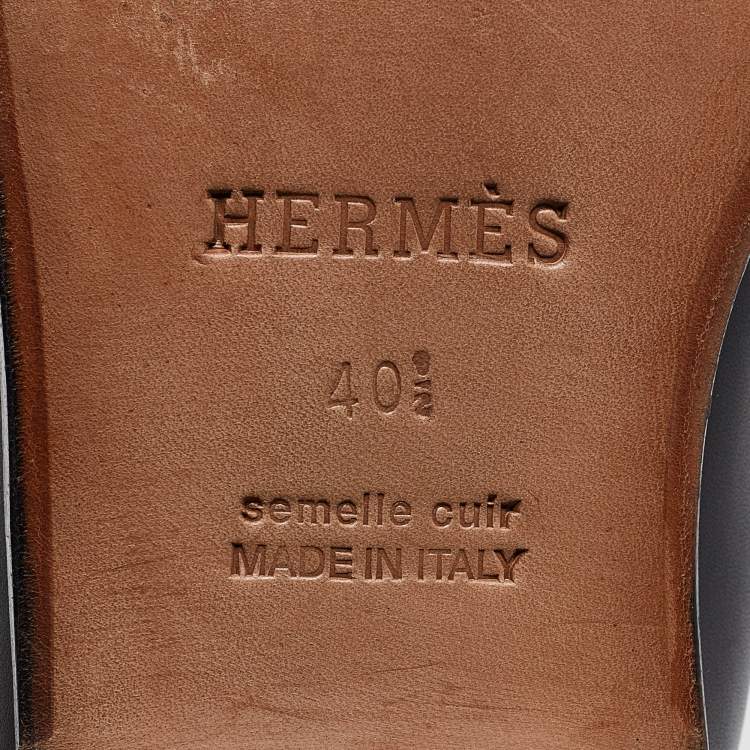 HERMÈS
40½
semelle cuir
MADE IN ITALY